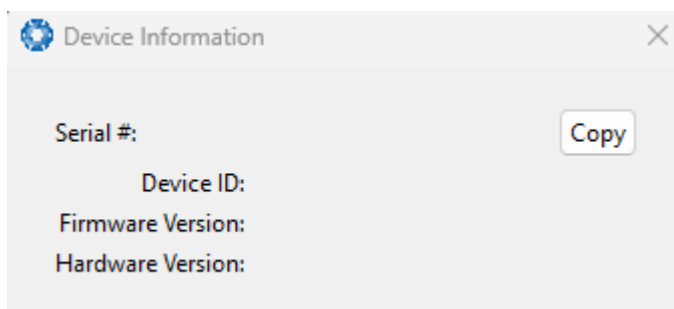 Device Information
Serial #:
Copy
Device ID:
Firmware Version:
Hardware Version: